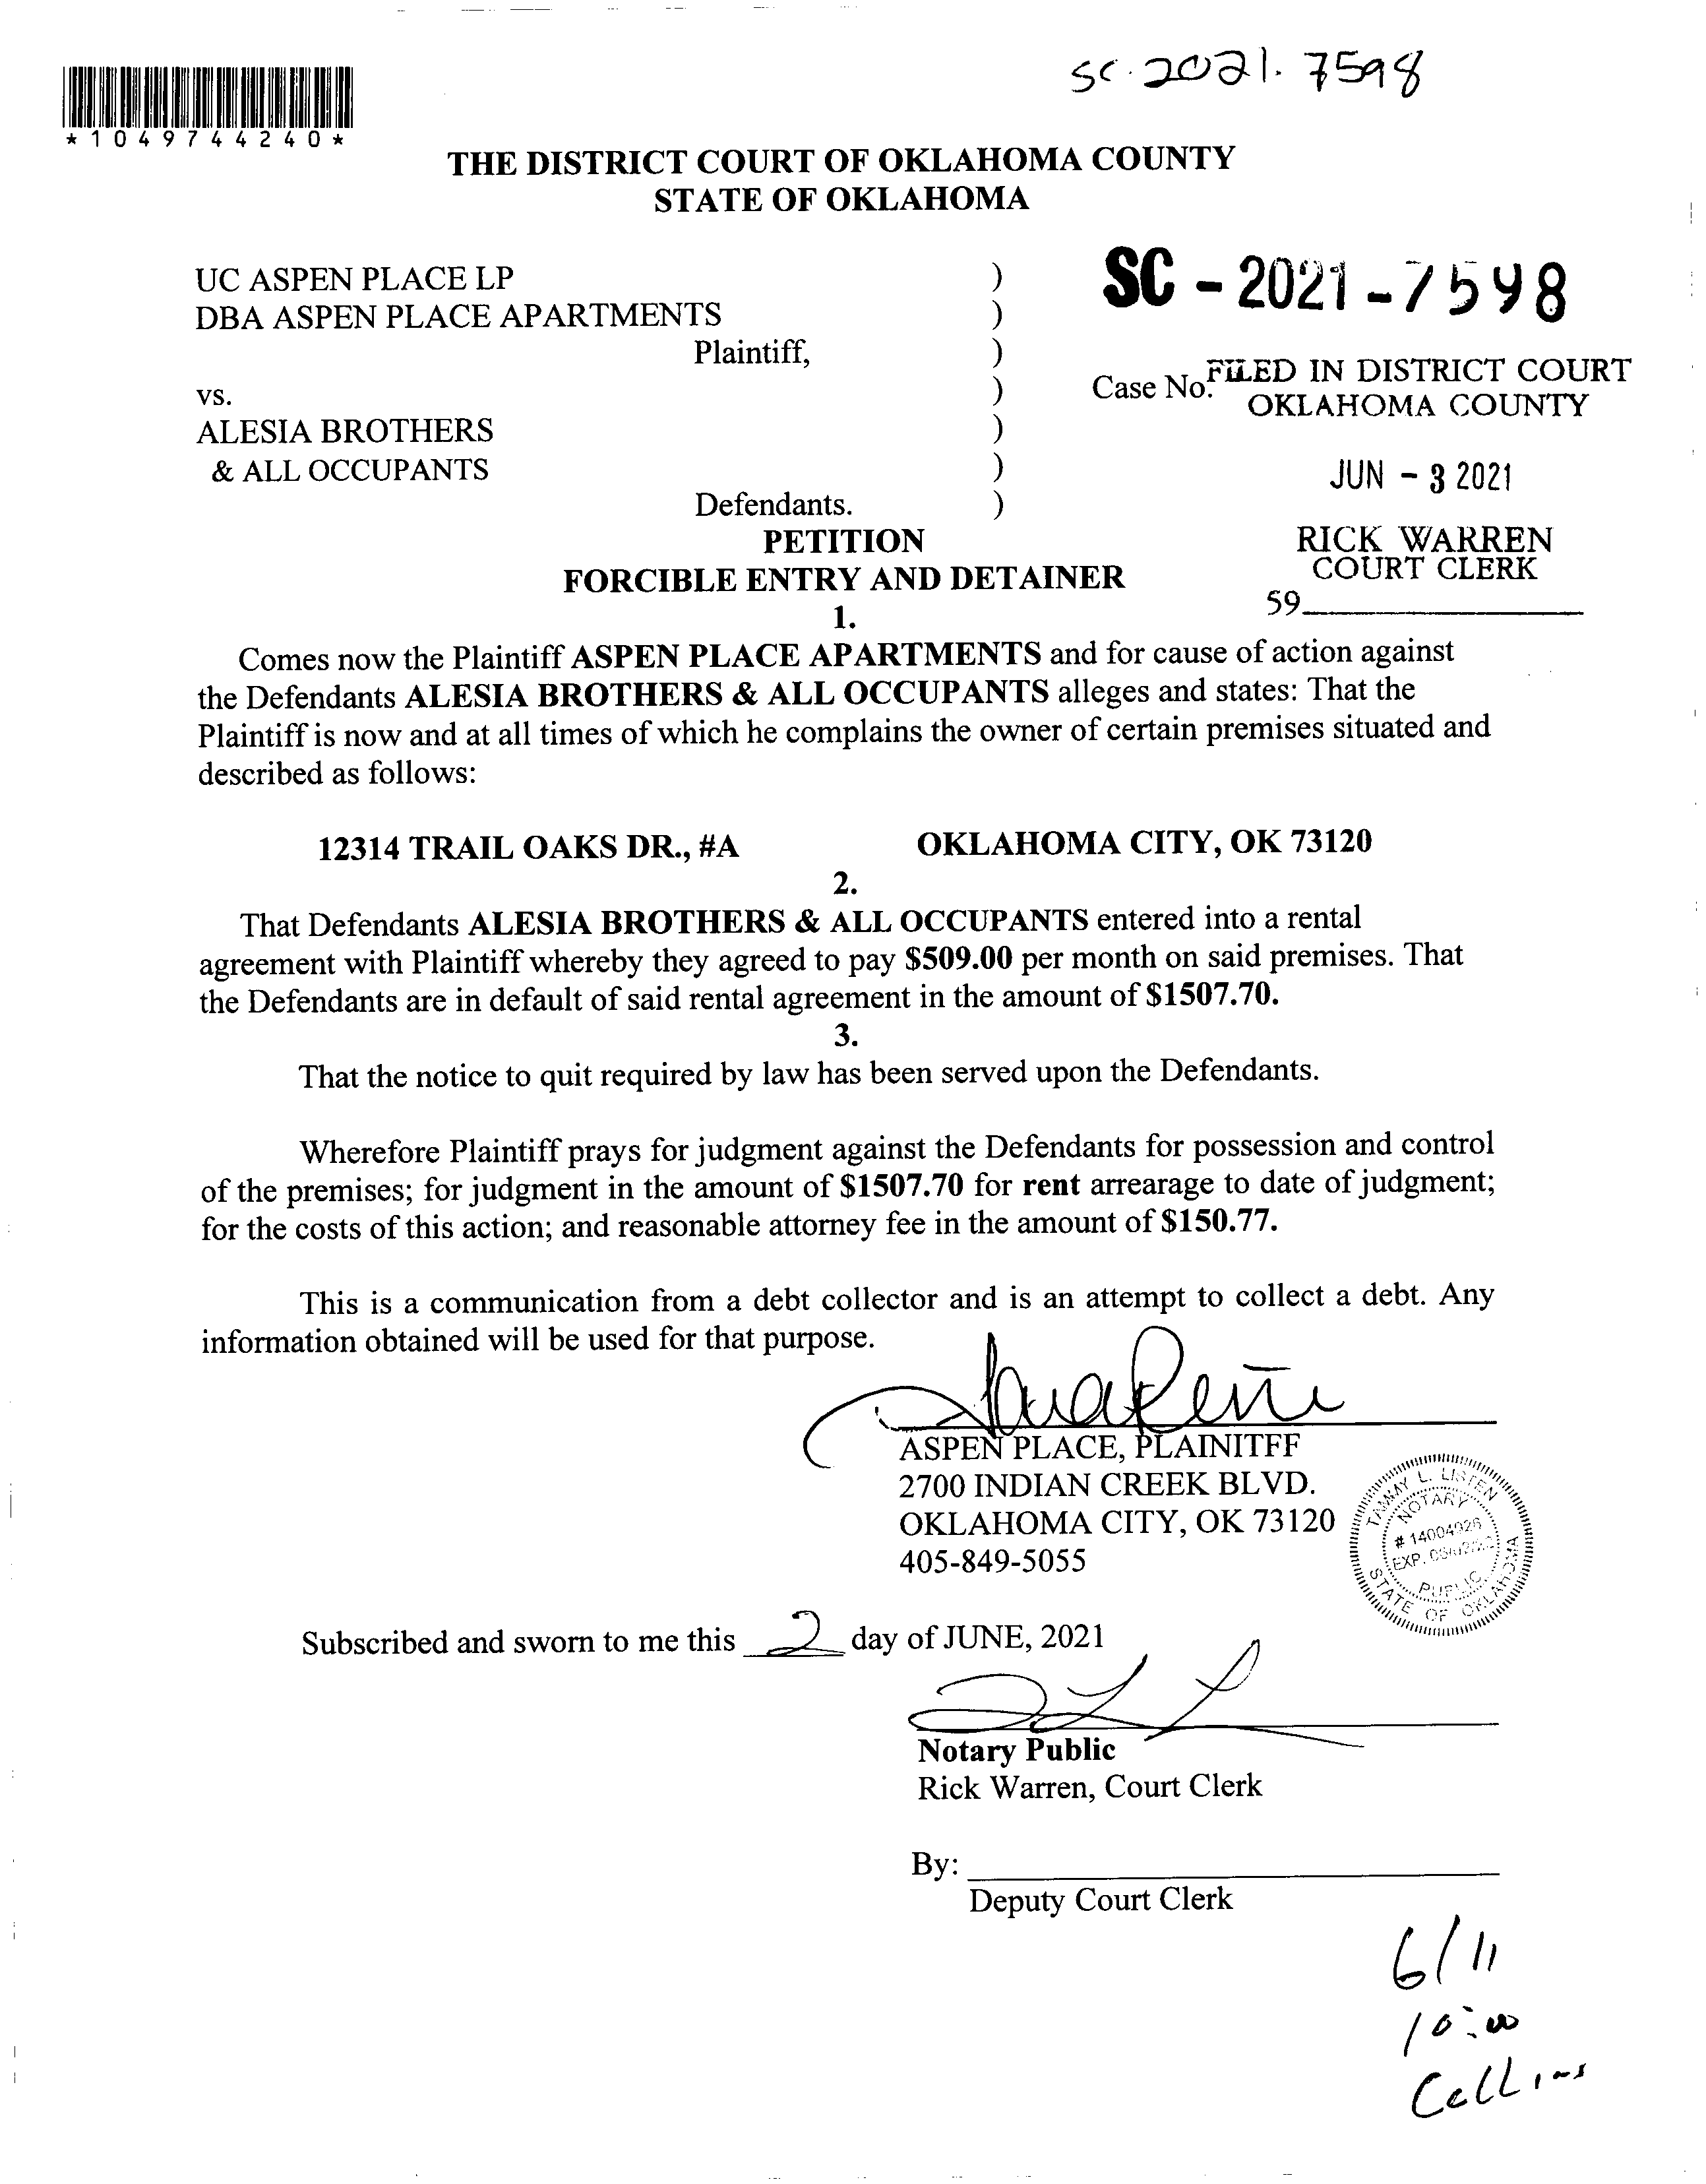 SC. 2021. 7598
*1049744240*
THE DISTRICT COURT OF OKLAHOMA COUNTY
STATE OF OKLAHOMA
UC ASPEN PLACE LP )
DBA ASPEN PLACE APARTMENTS )
Plaintiff, )
vs. )
ALESIA BROTHERS )
& ALL OCCUPANTS )
Defendants. )
SC - 2021 - 7598
Case No.
FILED IN DISTRICT COURT
OKLAHOMA COUNTY
JUN - 3 2021
RICK WARREN
COURT CLERK
59
PETITION
FORCIBLE ENTRY AND DETAINER
1.
Comes now the Plaintiff ASPEN PLACE APARTMENTS and for cause of action against
the Defendants ALESIA BROTHERS & ALL OCCUPANTS alleges and states: That the
Plaintiff is now and at all times of which he complains the owner of certain premises situated and
described as follows:
12314 TRAIL OAKS DR., #A OKLAHOMA CITY, OK 73120
2.
That Defendants ALESIA BROTHERS & ALL OCCUPANTS entered into a rental
agreement with Plaintiff whereby they agreed to pay $509.00 per month on said premises. That
the Defendants are in default of said rental agreement in the amount of $1507.70.
3.
That the notice to quit required by law has been served upon the Defendants.
Wherefore Plaintiff prays for judgment against the Defendants for possession and control
of the premises; for judgment in the amount of $1507.70 for rent arrearage to date of judgment;
for the costs of this action; and reasonable attorney fee in the amount of $150.77.
This is a communication from a debt collector and is an attempt to collect a debt. Any
information obtained will be used for that purpose.
ASPEN PLACE, PLAINITFF
2700 INDIAN CREEK BLVD.
OKLAHOMA CITY, OK 73120
405-849-5055
TAMMY L. LISTEN
NOTARY
# 14004926
EXP.
PUBLIC
STATE OF OKLAHOMA
Subscribed and sworn to me this 2 day of JUNE, 2021
Notary Public
Rick Warren, Court Clerk
By:
Deputy Court Clerk
6/11
10:00
Collins